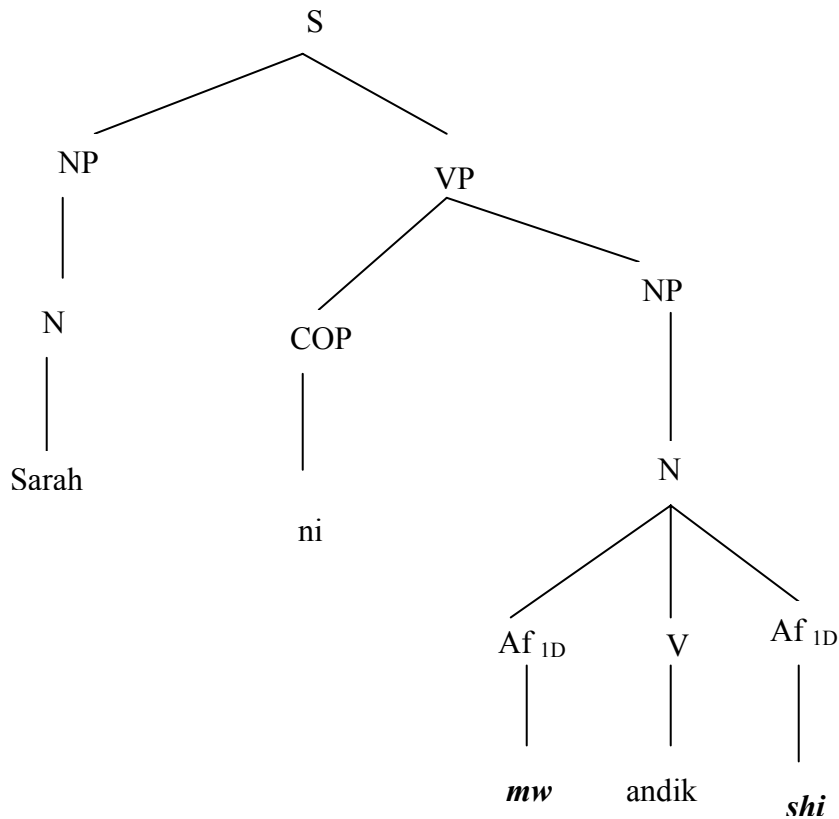 S
NP VP
N COP NP
Sarah ni N
Af 1D V Af 1D
mw andik shi